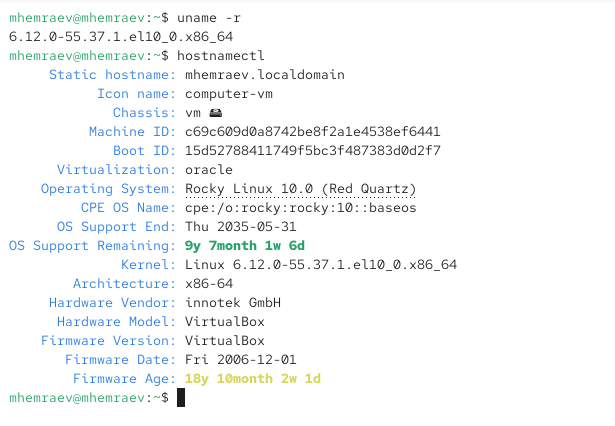 mhemraev@mhemraev:~$ uname -r
6.12.0-55.37.1.el10_0.x86_64
mhemraev@mhemraev:~$ hostnamectl
Static hostname: mhemraev.localdomain
Icon name: computer-vm
Chassis: vm 🖴
Machine ID: c69c609d0a8742be8f2a1e4538ef6441
Boot ID: 15d52788411749f5bc3f487383d0d2f7
Virtualization: oracle
Operating System: Rocky Linux 10.0 (Red Quartz)
CPE OS Name: cpe:/o:rocky:rocky:10::baseos
OS Support End: Thu 2035-05-31
OS Support Remaining: 9y 7month 1w 6d
Kernel: Linux 6.12.0-55.37.1.el10_0.x86_64
Architecture: x86-64
Hardware Vendor: innotek GmbH
Hardware Model: VirtualBox
Firmware Version: VirtualBox
Firmware Date: Fri 2006-12-01
Firmware Age: 18y 10month 2w 1d
mhemraev@mhemraev:~$